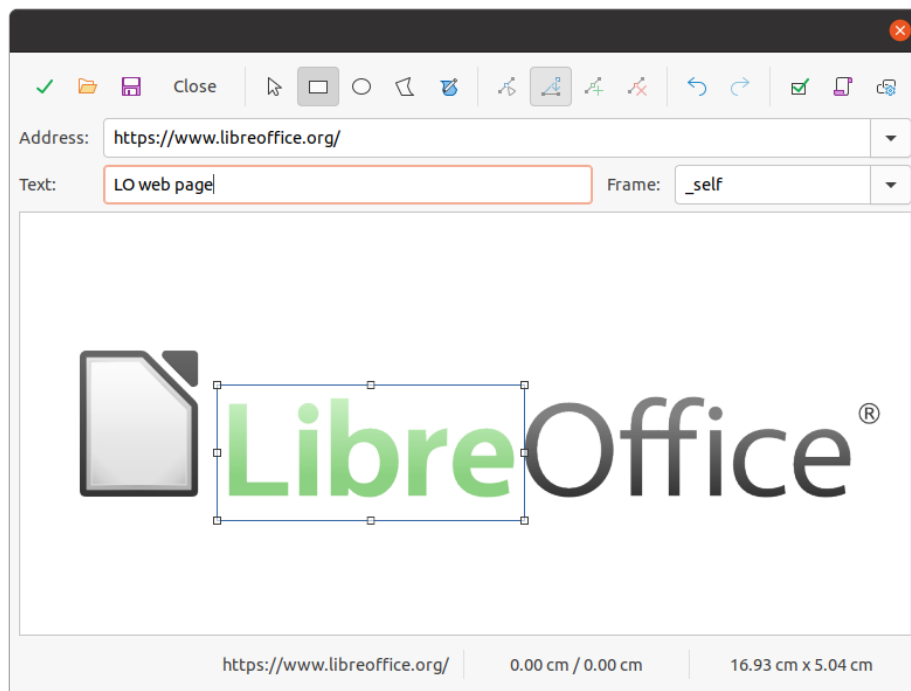 Close
Address: https://www.libreoffice.org/
Text: LO web page Frame: _self
LibreOffice®
https://www.libreoffice.org/ 0.00 cm / 0.00 cm 16.93 cm x 5.04 cm